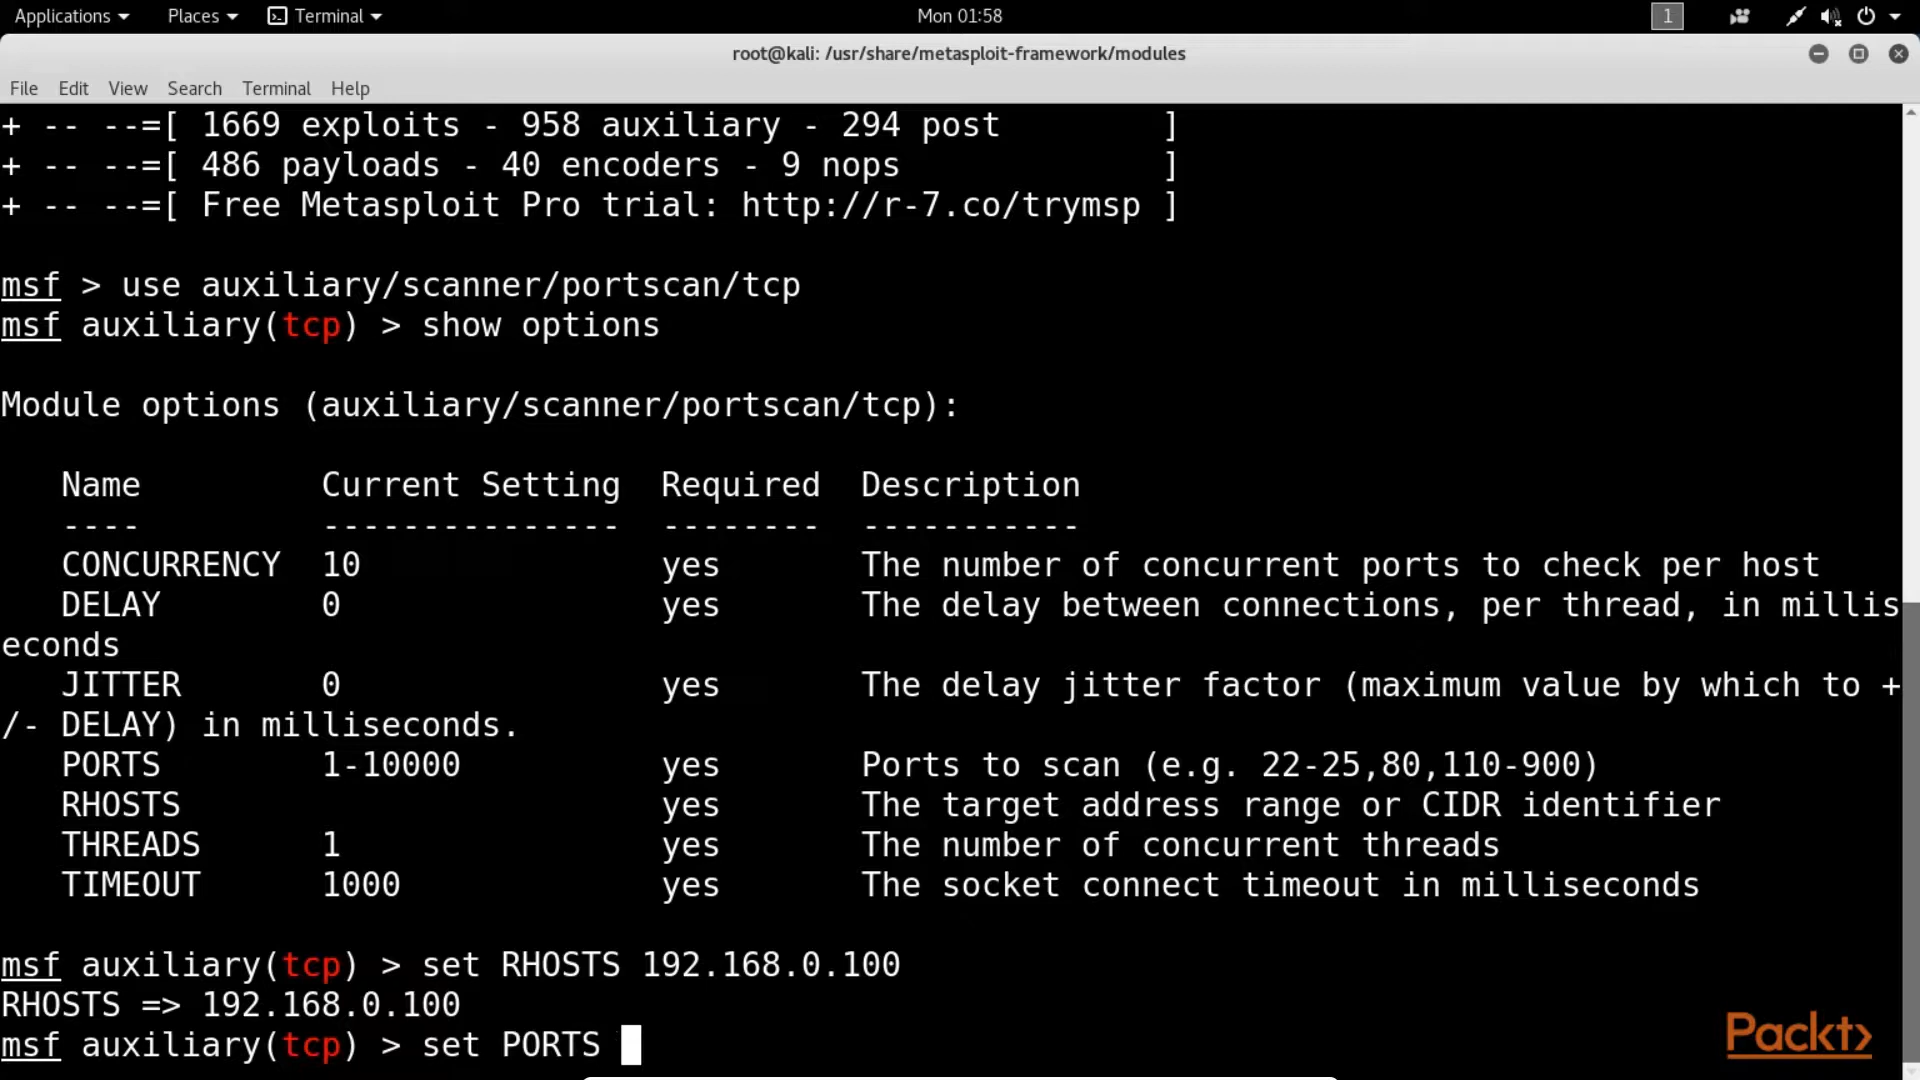 Applications Places Terminal Mon 01:58 1
root@kali: /usr/share/metasploit-framework/modules
File Edit View Search Terminal Help
+ -- --=[ 1669 exploits - 958 auxiliary - 294 post ]
+ -- --=[ 486 payloads - 40 encoders - 9 nops ]
+ -- --=[ Free Metasploit Pro trial: http://r-7.co/trymsp ]
msf > use auxiliary/scanner/portscan/tcp
msf auxiliary(tcp) > show options
Module options (auxiliary/scanner/portscan/tcp):
Name Current Setting Required Description
---- --------------- -------- -----------
CONCURRENCY 10 yes The number of concurrent ports to check per host
DELAY 0 yes The delay between connections, per thread, in millis
econds
JITTER 0 yes The delay jitter factor (maximum value by which to +
/- DELAY) in milliseconds.
PORTS 1-10000 yes Ports to scan (e.g. 22-25,80,110-900)
RHOSTS yes The target address range or CIDR identifier
THREADS 1 yes The number of concurrent threads
TIMEOUT 1000 yes The socket connect timeout in milliseconds
msf auxiliary(tcp) > set RHOSTS 192.168.0.100
RHOSTS => 192.168.0.100
msf auxiliary(tcp) > set PORTS
Packt>